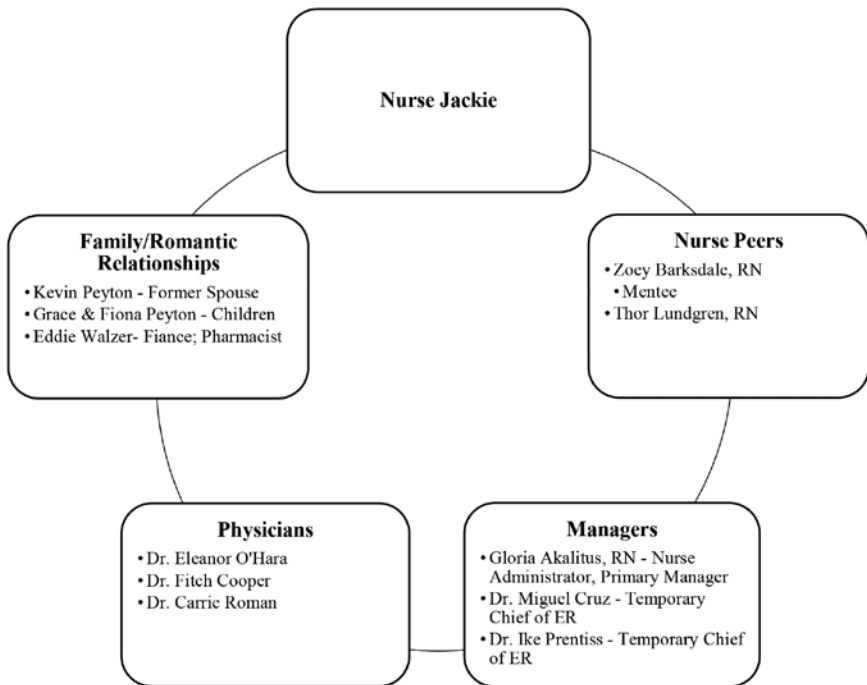 Nurse Jackie
Family/Romantic
Relationships
• Kevin Peyton - Former Spouse
• Grace & Fiona Peyton - Children
• Eddie Walzer- Fiance; Pharmacist
Nurse Peers
• Zoey Barksdale, RN
• Mentee
• Thor Lundgren, RN
Physicians
• Dr. Eleanor O'Hara
• Dr. Fitch Cooper
• Dr. Carrie Roman
Managers
• Gloria Akalitus, RN - Nurse
Administrator, Primary Manager
• Dr. Miguel Cruz - Temporary
Chief of ER
• Dr. Ike Prentiss - Temporary Chief
of ER